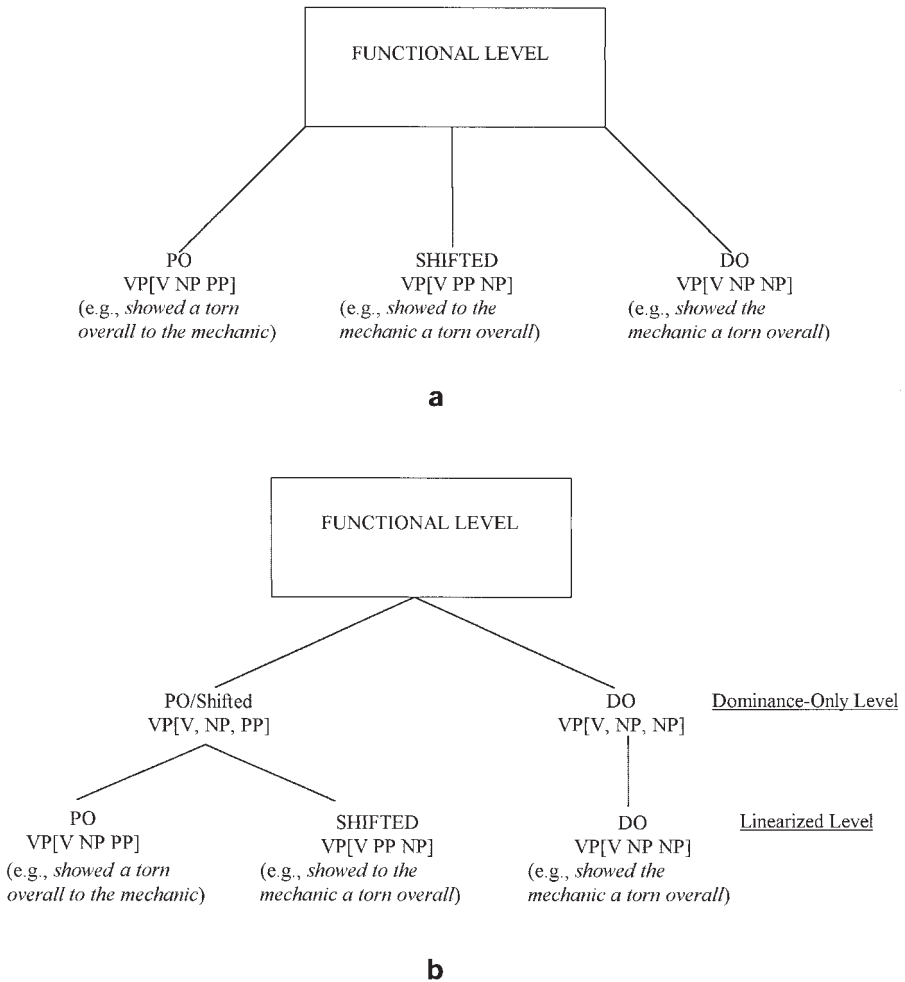 FUNCTIONAL LEVEL
PO
VP[V NP PP]
(e.g., showed a torn
overall to the mechanic)
SHIFTED
VP[V PP NP]
(e.g., showed to the
mechanic a torn overall)
DO
VP[V NP NP]
(e.g., showed the
mechanic a torn overall)
a
FUNCTIONAL LEVEL
PO/Shifted
VP[V, NP, PP]
DO
VP[V, NP, NP]
Dominance-Only Level
PO
VP[V NP PP]
(e.g., showed a torn
overall to the mechanic)
SHIFTED
VP[V PP NP]
(e.g., showed to the
mechanic a torn overall)
DO
VP[V NP NP]
(e.g., showed the
mechanic a torn overall)
Linearized Level
b